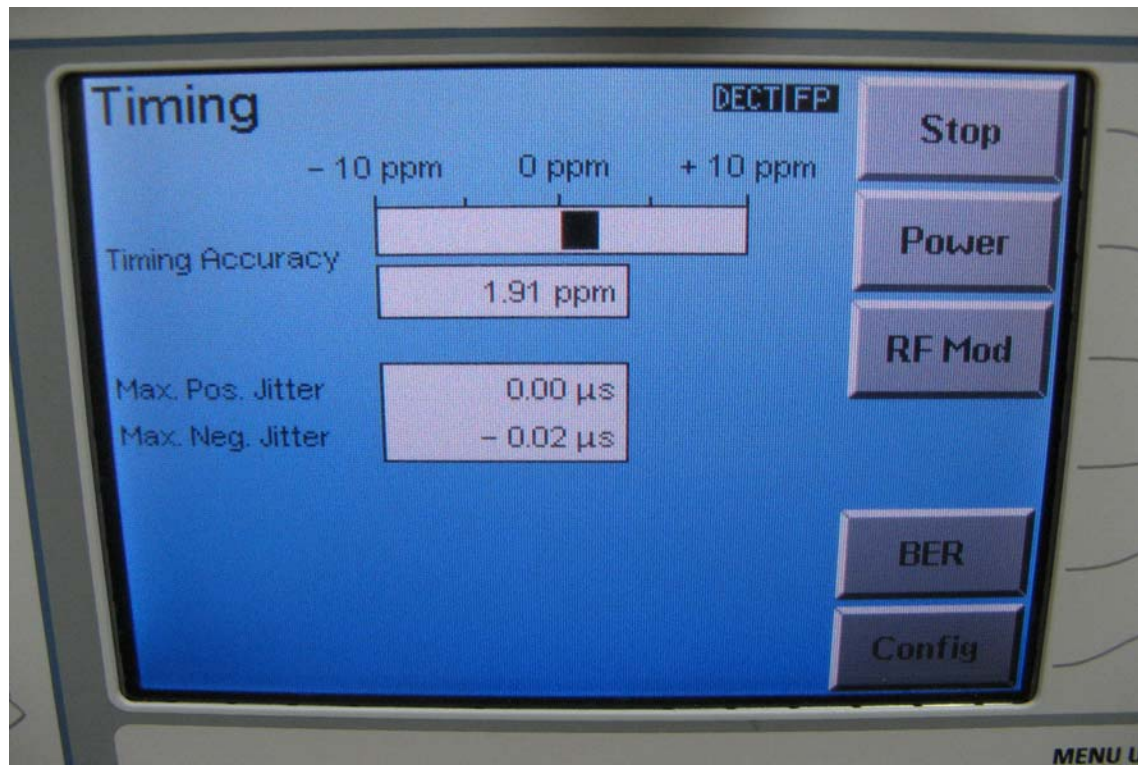 Timing
DECT FP
– 10 ppm 0 ppm + 10 ppm
Timing Accuracy
1.91 ppm
Max. Pos. Jitter 0.00 µs
Max. Neg. Jitter – 0.02 µs
Stop
Power
RF Mod
BER
Config
MENU U